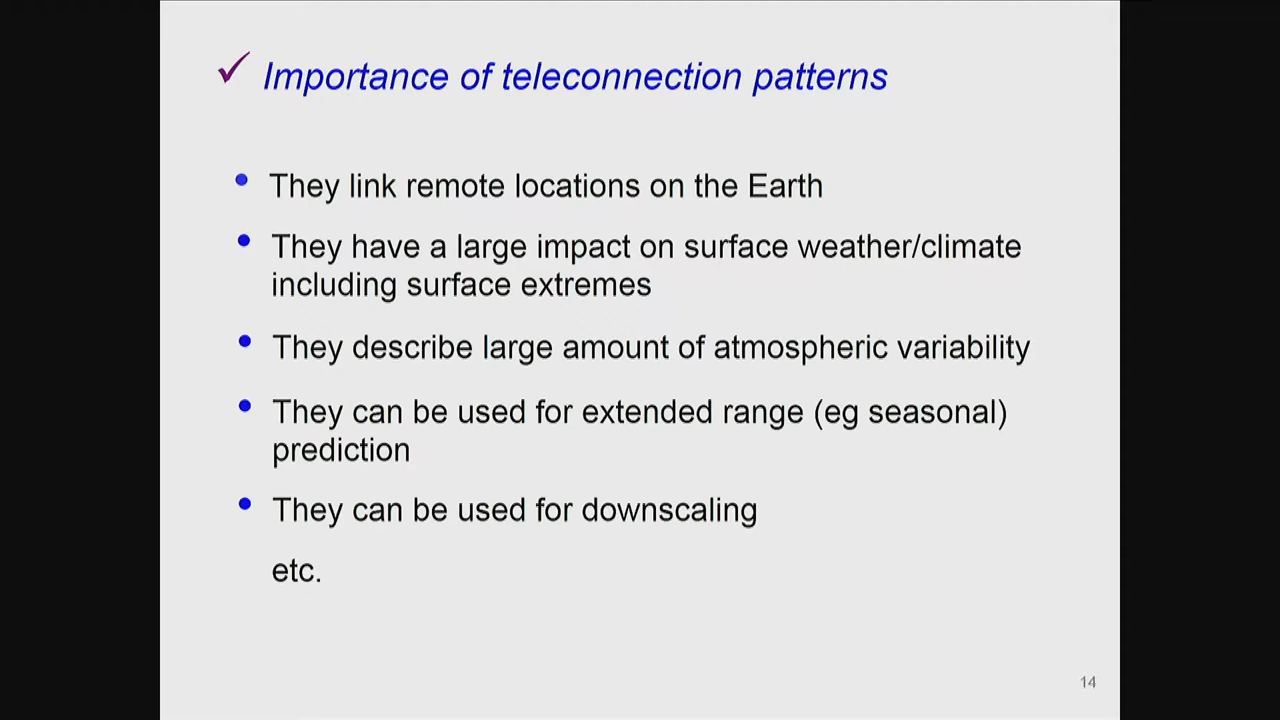 ✓ Importance of teleconnection patterns
• They link remote locations on the Earth
• They have a large impact on surface weather/climate
including surface extremes
• They describe large amount of atmospheric variability
• They can be used for extended range (eg seasonal)
prediction
• They can be used for downscaling
etc.
14